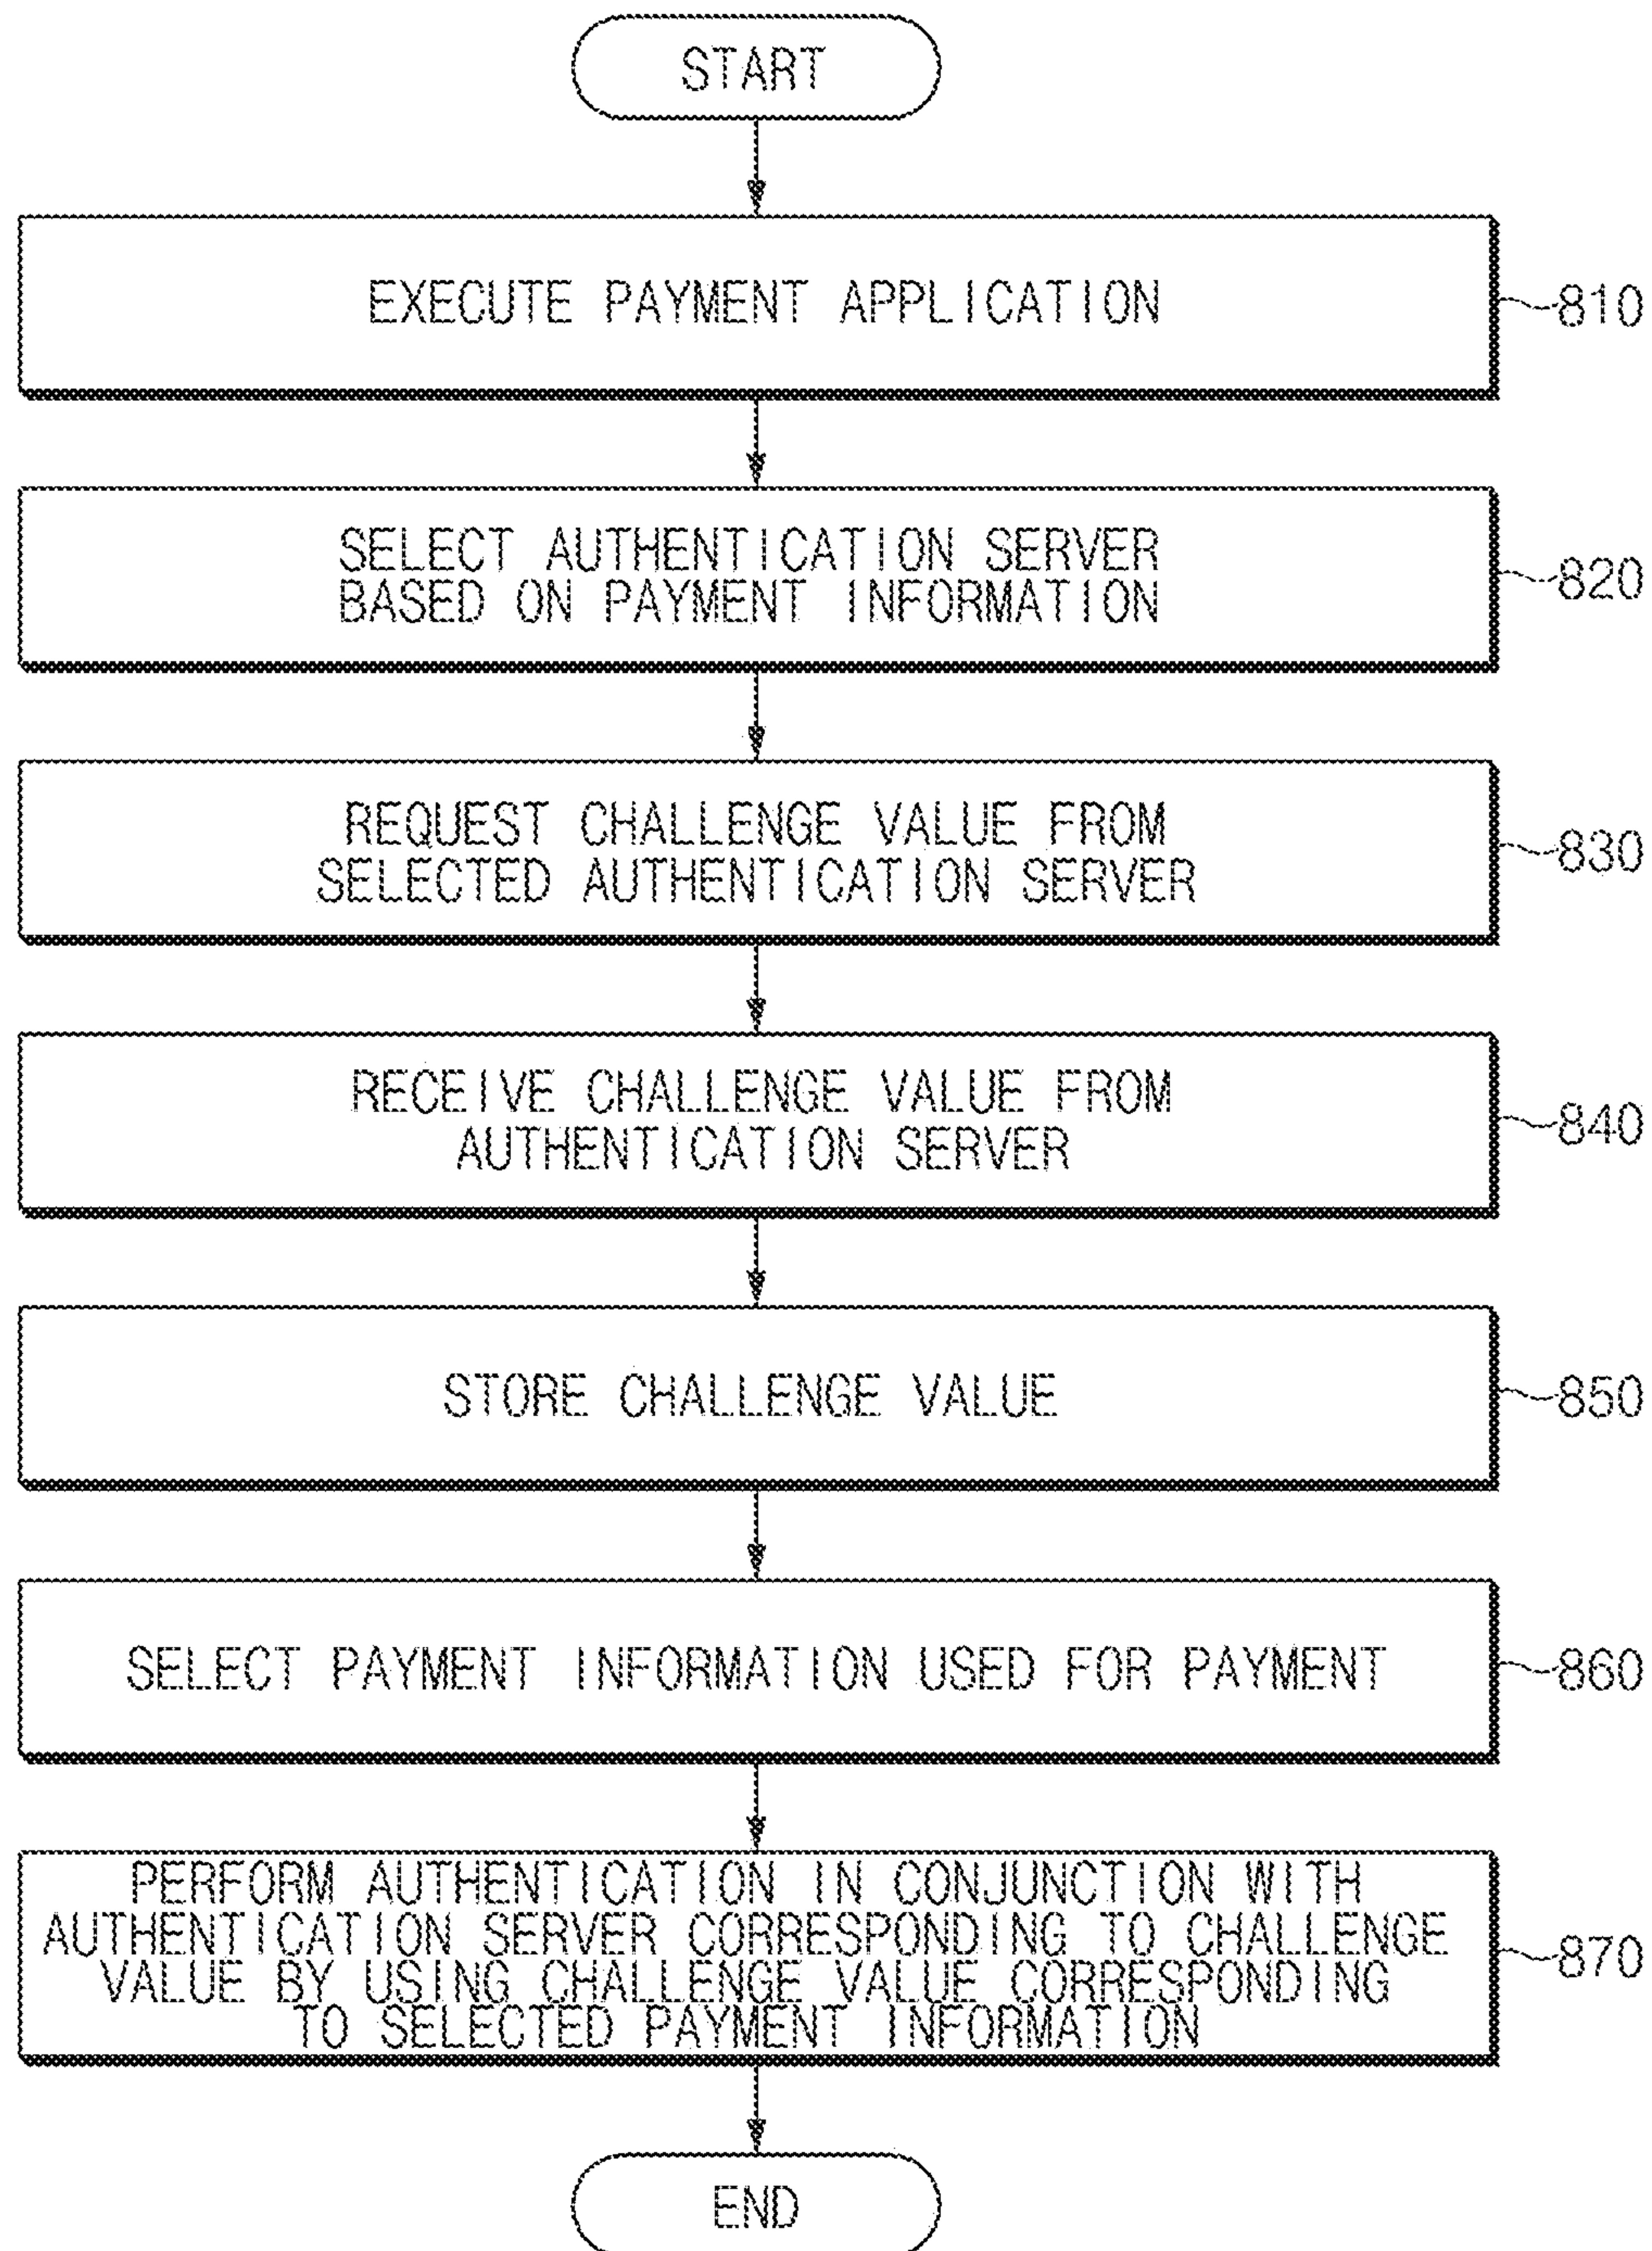 START
EXECUTE PAYMENT APPLICATION
810
SELECT AUTHENTICATION SERVER
BASED ON PAYMENT INFORMATION
820
REQUEST CHALLENGE VALUE FROM
SELECTED AUTHENTICATION SERVER
830
RECEIVE CHALLENGE VALUE FROM
AUTHENTICATION SERVER
840
STORE CHALLENGE VALUE
850
SELECT PAYMENT INFORMATION USED FOR PAYMENT
860
PERFORM AUTHENTICATION IN CONJUNCTION WITH
AUTHENTICATION SERVER CORRESPONDING TO CHALLENGE
VALUE BY USING CHALLENGE VALUE CORRESPONDING
TO SELECTED PAYMENT INFORMATION
870
END